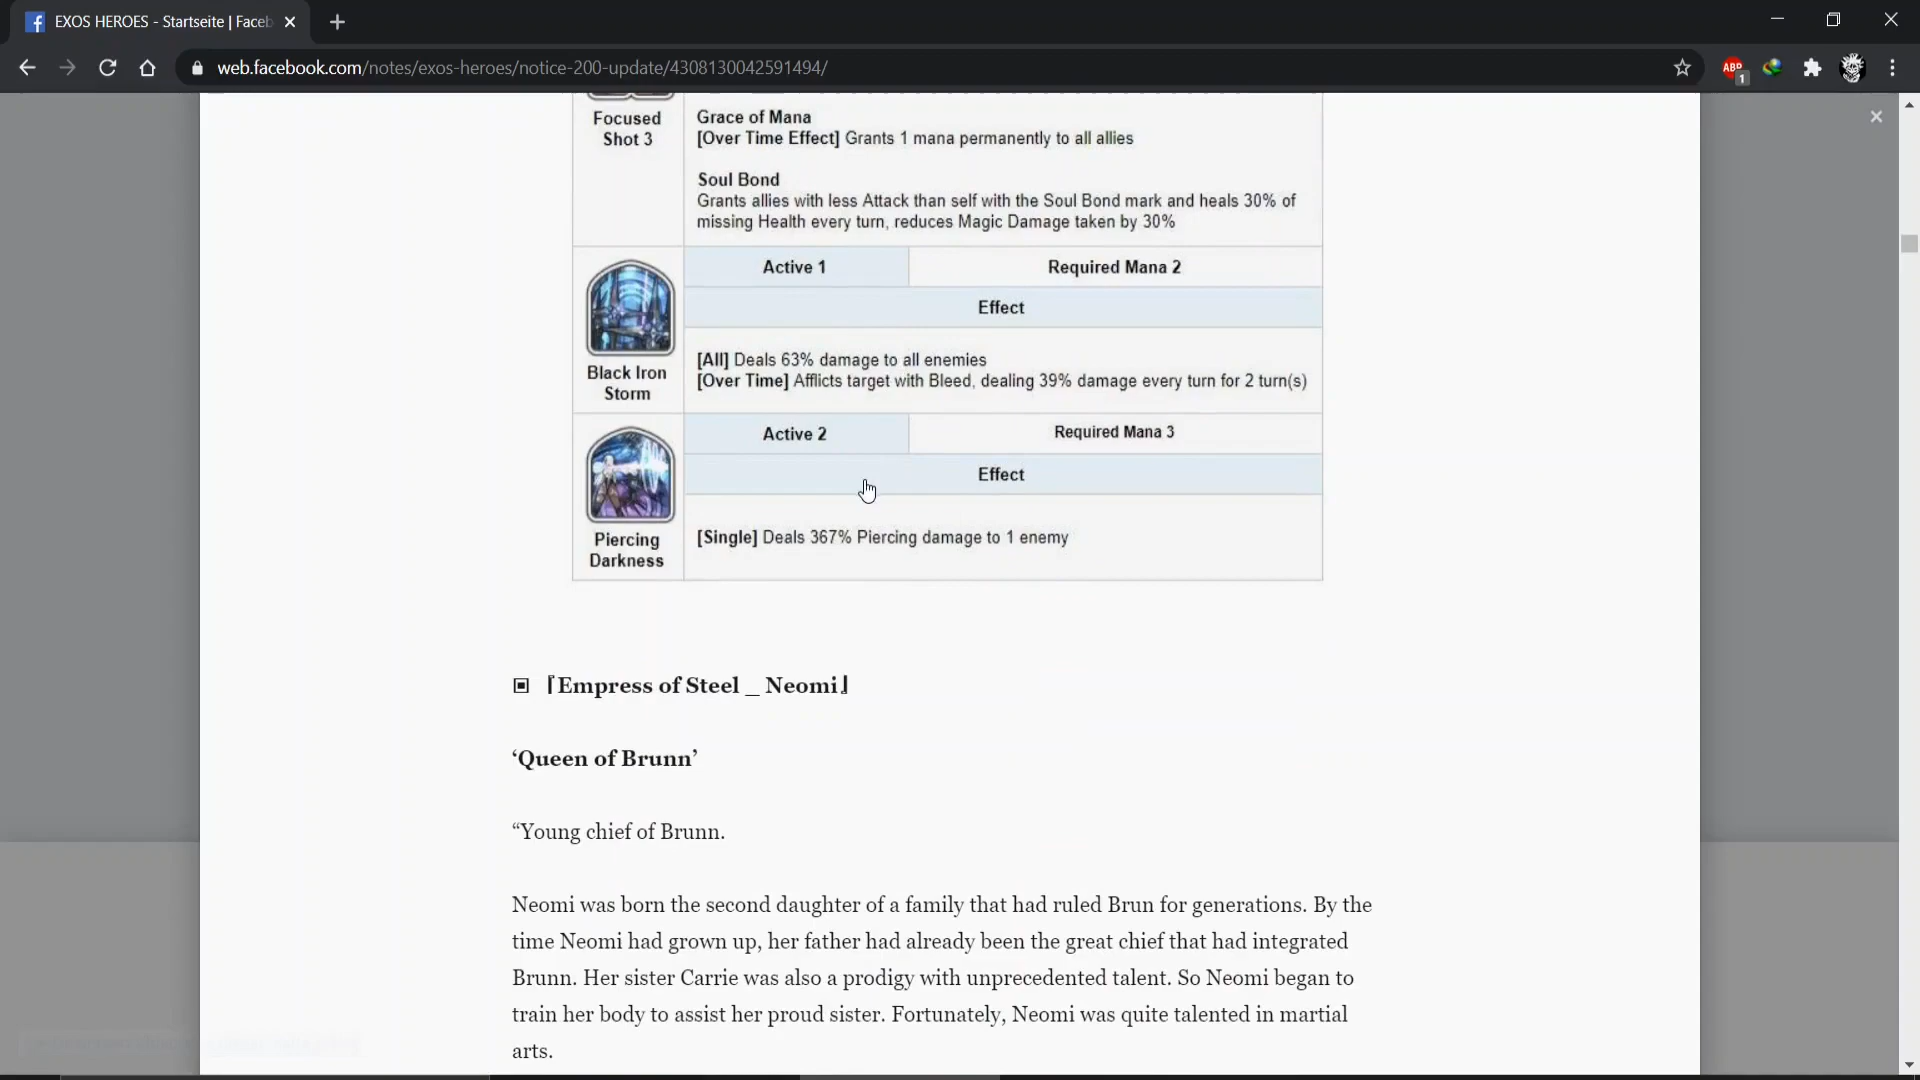 EXOS HEROES - Startseite | Faceb
web.facebook.com/notes/exos-heroes/notice-200-update/4308130042591494/
ABP
1
Focused
Shot 3
Grace of Mana
[Over Time Effect] Grants 1 mana permanently to all allies
Soul Bond
Grants allies with less Attack than self with the Soul Bond mark and heals 30% of
missing Health every turn, reduces Magic Damage taken by 30%
Active 1
Required Mana 2
Effect
Black Iron
Storm
[All] Deals 63% damage to all enemies
[Over Time] Afflicts target with Bleed, dealing 39% damage every turn for 2 turn(s)
Active 2
Required Mana 3
Effect
Piercing
Darkness
[Single] Deals 367% Piercing damage to 1 enemy
▣ 『Empress of Steel _ Neomi』
‘Queen of Brunn’
“Young chief of Brunn.
Neomi was born the second daughter of a family that had ruled Brun for generations. By the
time Neomi had grown up, her father had already been the great chief that had integrated
Brunn. Her sister Carrie was also a prodigy with unprecedented talent. So Neomi began to
train her body to assist her proud sister. Fortunately, Neomi was quite talented in martial
arts.